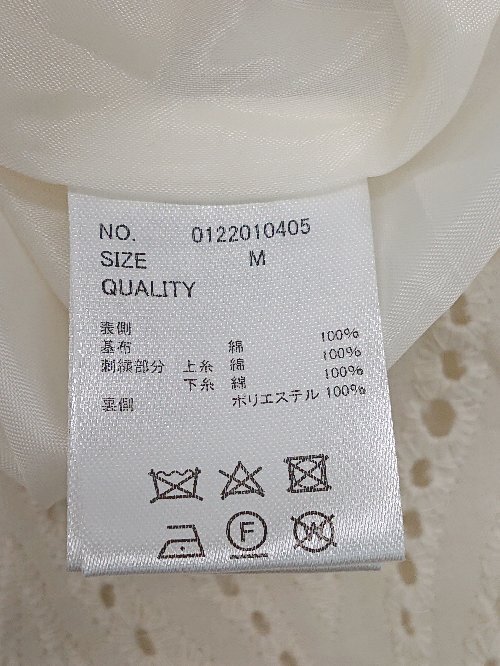 NO. 0122010405
SIZE M
QUALITY
表側
基布 綿 100%
刺繍部分 上糸 綿 100%
下糸 綿 100%
裏側 ポリエステル 100%
F
W